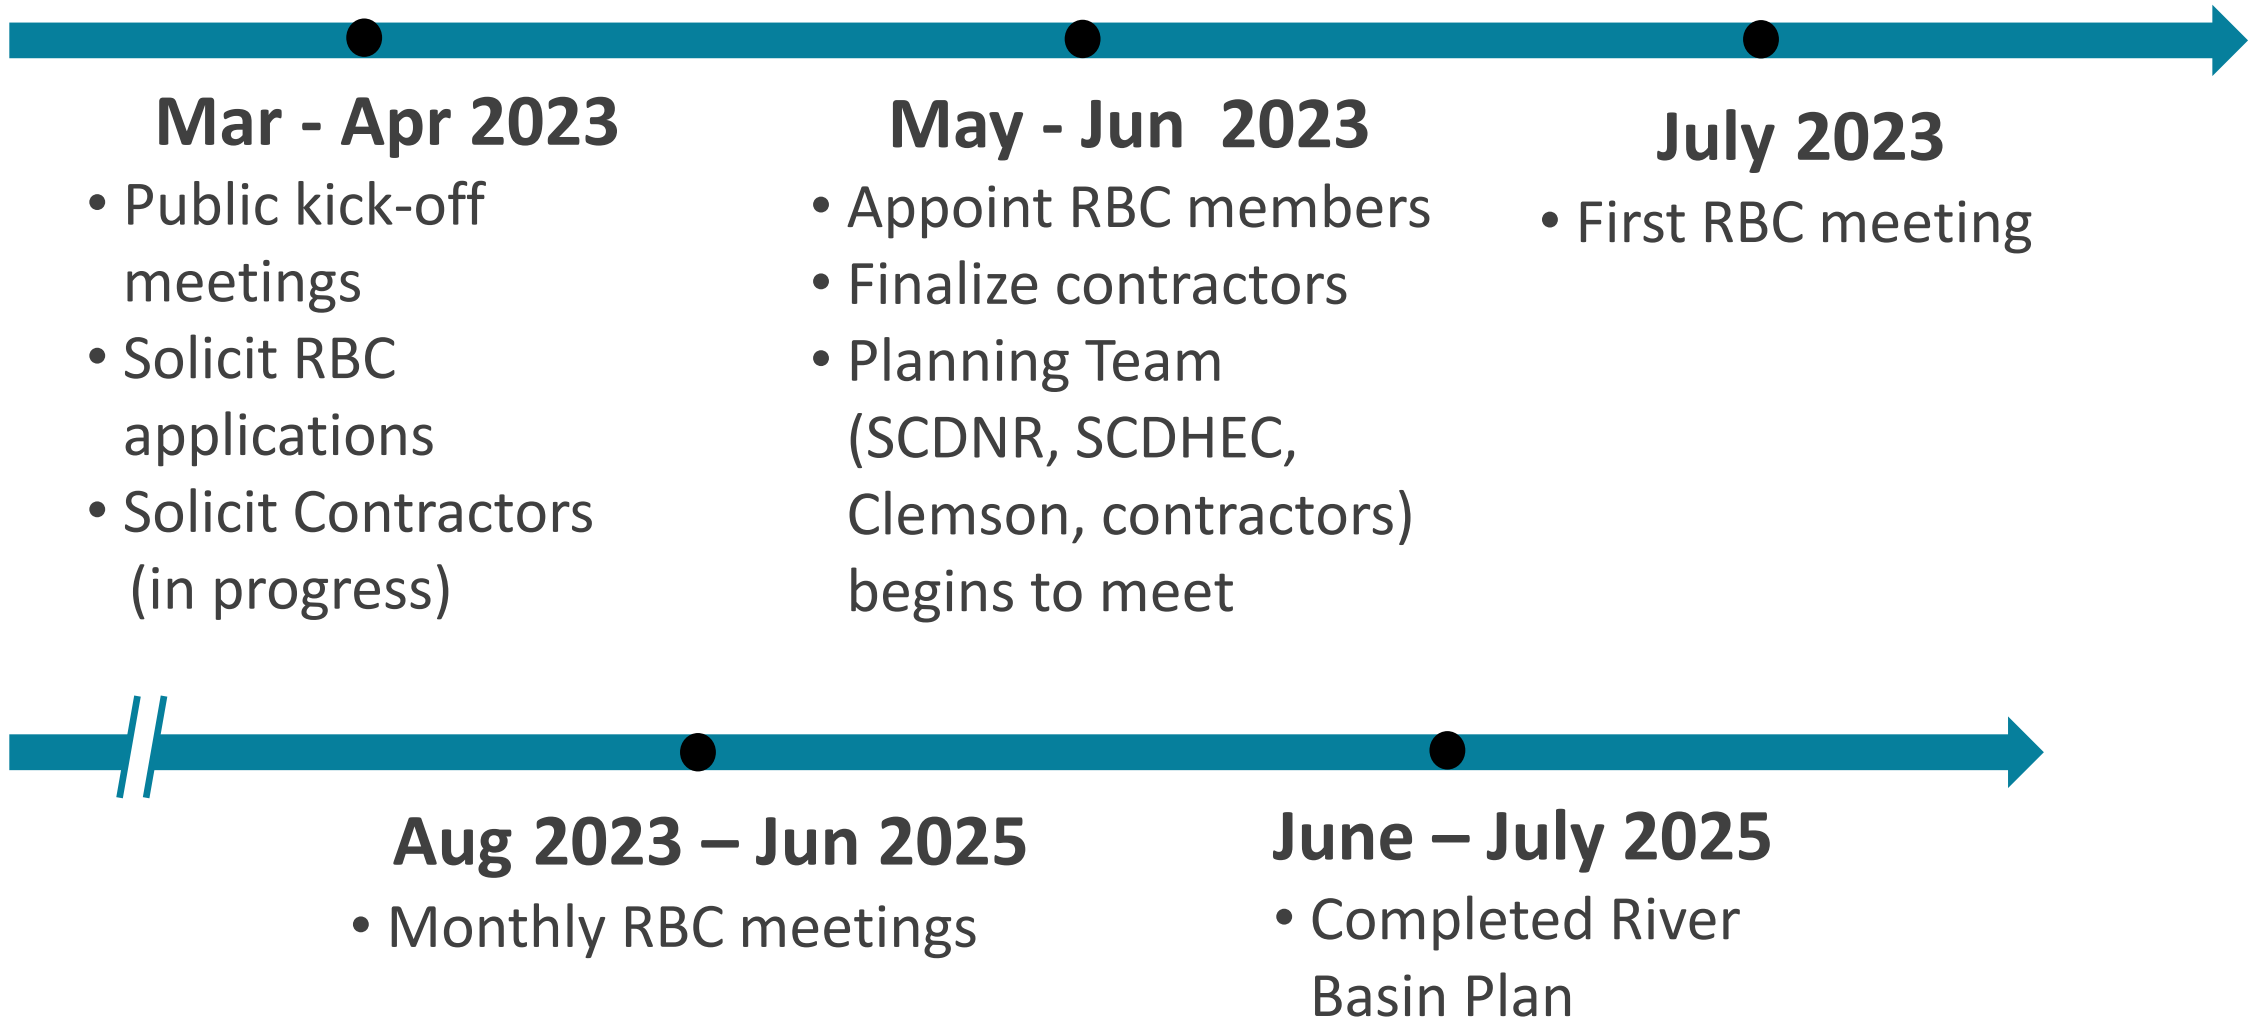 Mar - Apr 2023
• Public kick-off
meetings
• Solicit RBC
applications
• Solicit Contractors
(in progress)
May - Jun 2023
• Appoint RBC members
• Finalize contractors
• Planning Team
(SCDNR, SCDHEC,
Clemson, contractors)
begins to meet
July 2023
• First RBC meeting
Aug 2023 – Jun 2025
• Monthly RBC meetings
June – July 2025
• Completed River
Basin Plan